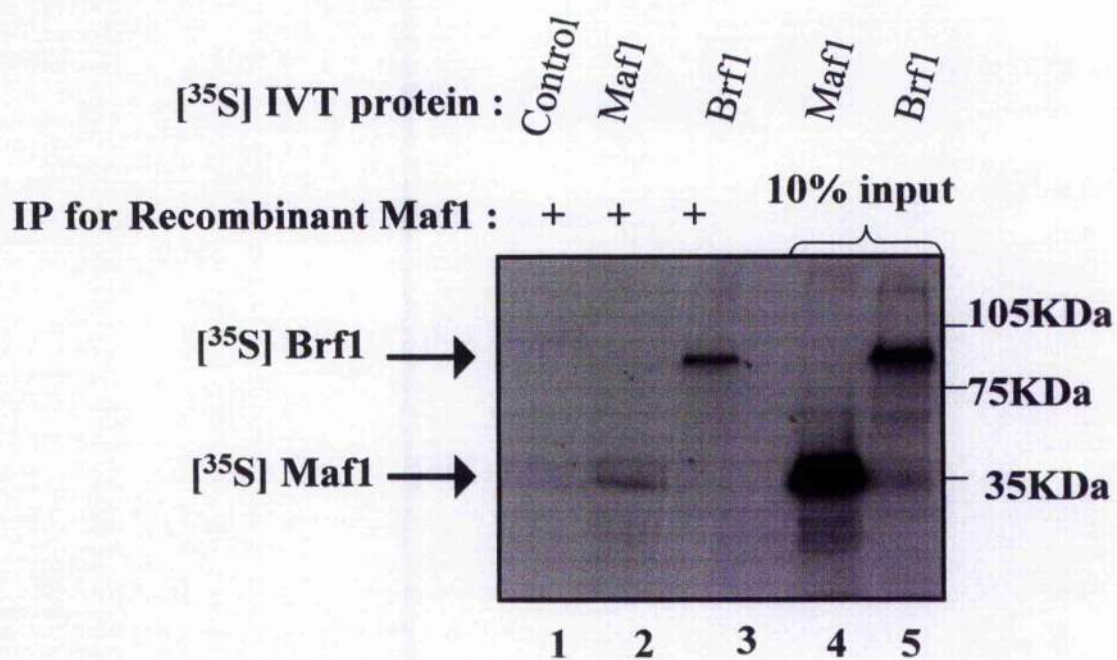 [³⁵S] IVT protein : Control Maf1 Brf1 Maf1 Brf1
10% input
IP for Recombinant Maf1 : + + +
105KDa
[³⁵S] Brf1
75KDa
[³⁵S] Maf1
35KDa
1 2 3 4 5